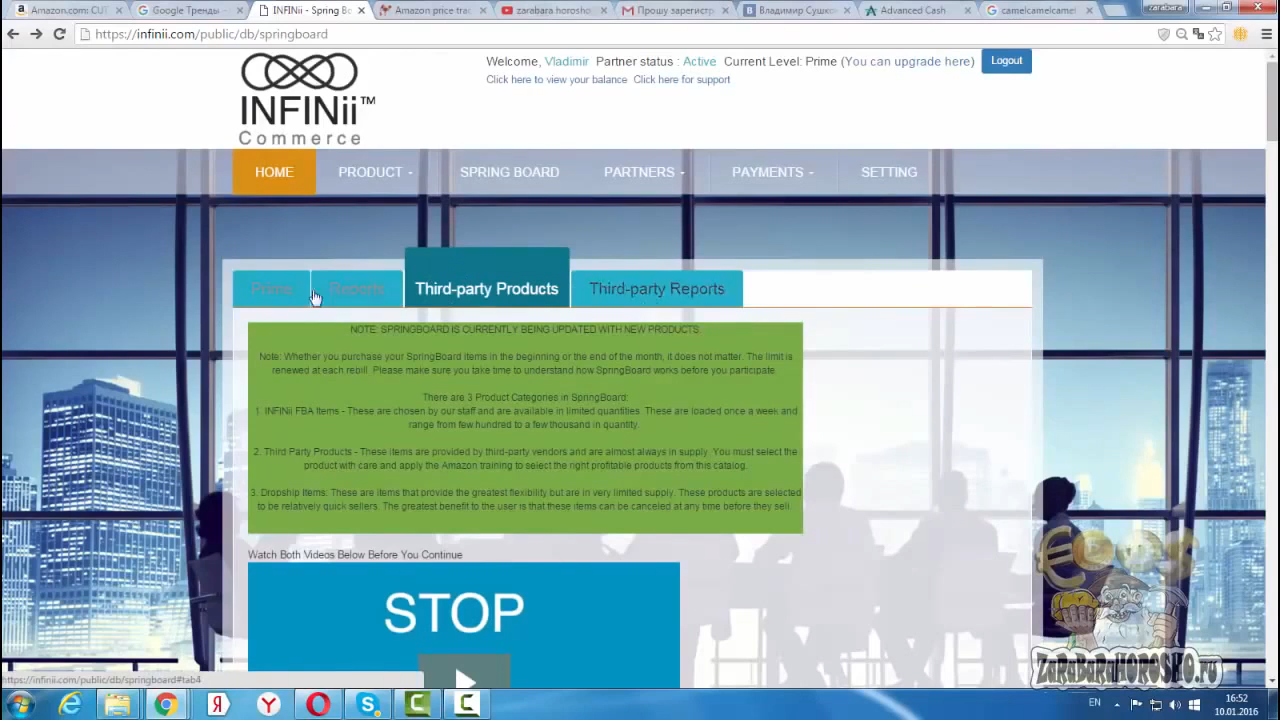 Amazon.com: CUT
Google Тренды -
INFINii - Spring Bo
Amazon price trac
zarabara.horosho
Прошу зарегистр
Владимир Сушко
Advanced Cash
camelcamelcamel
zarabara
https://infinii.com/public/db/springboard
Welcome, Vladimir Partner status : Active Current Level: Prime (You can upgrade here)
Logout
Click here to view your balance Click here for support
INFINii™
Commerce
HOME
PRODUCT
SPRING BOARD
PARTNERS
PAYMENTS
SETTING
Prime
Reports
Third-party Products
Third-party Reports
NOTE: SPRINGBOARD IS CURRENTLY BEING UPDATED WITH NEW PRODUCTS.
Note: Whether you purchase your SpringBoard items in the beginning or the end of the month, it does not matter. The limit is
renewed at each rebill. Please make sure you take time to understand how SpringBoard works before you participate.
There are 3 Product Categories in SpringBoard:
1. INFINii FBA Items - These are chosen by our staff and are available in limited quantities. These are loaded once a week and
range from few hundred to a few thousand in quantity.
2. Third Party Products - These items are provided by third-party vendors and are almost always in supply. You must select the
product with care and apply the Amazon training to select the right profitable products from this catalog.
3. Dropship Items: These are items that provide the greatest flexibility but are in very limited supply. These products are selected
to be relatively quick sellers. The greatest benefit to the user is that these items can be canceled at any time before they sell.
Watch Both Videos Below Before You Continue
STOP
ZARABARAHOROSHO.ru
https://infinii.com/public/db/springboard#tab4
EN
16:52
10.01.2016